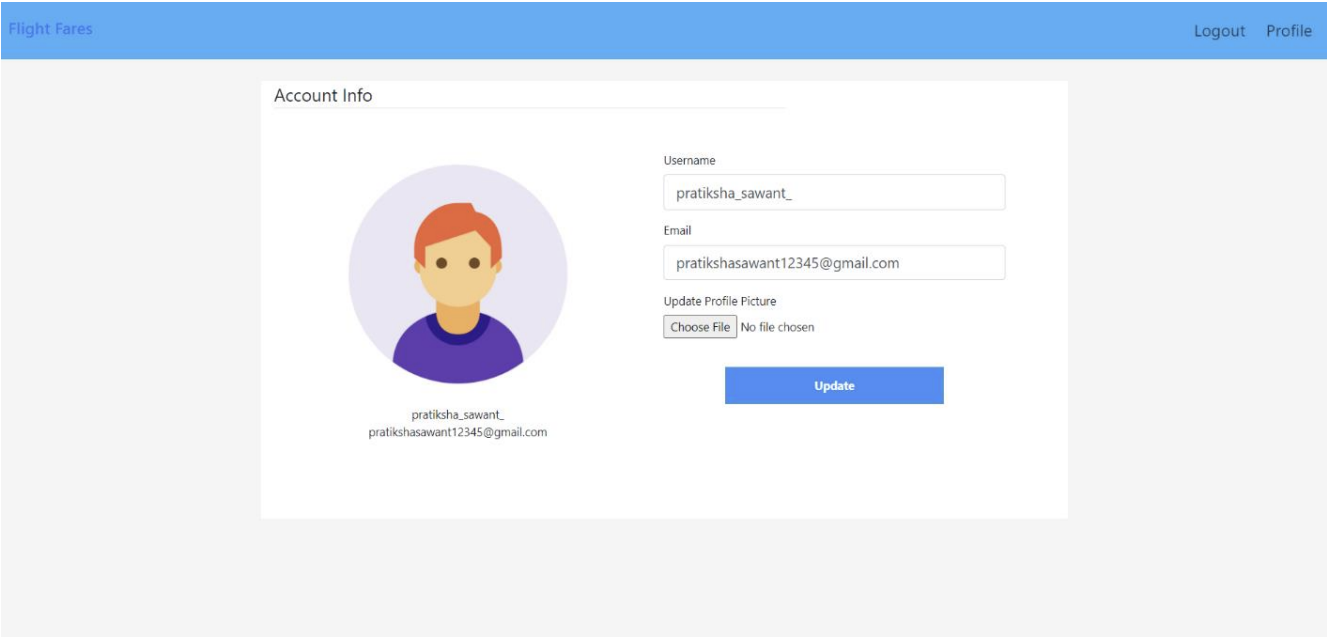 Flight Fares
Logout Profile
Account Info
pratiksha_sawant_
pratikshasawant12345@gmail.com
Username
pratiksha_sawant_
Email
pratikshasawant12345@gmail.com
Update Profile Picture
Choose File No file chosen
Update